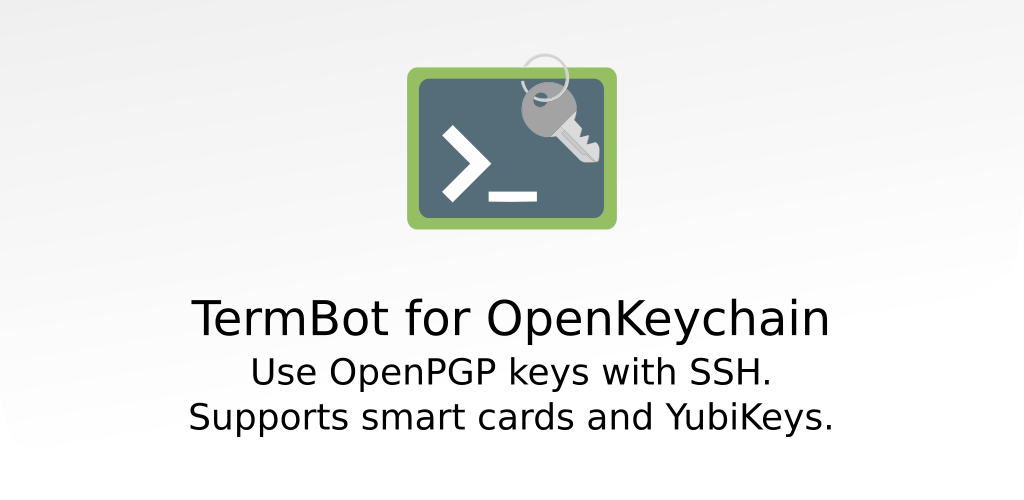 >_
TermBot for OpenKeychain
Use OpenPGP keys with SSH.
Supports smart cards and YubiKeys.